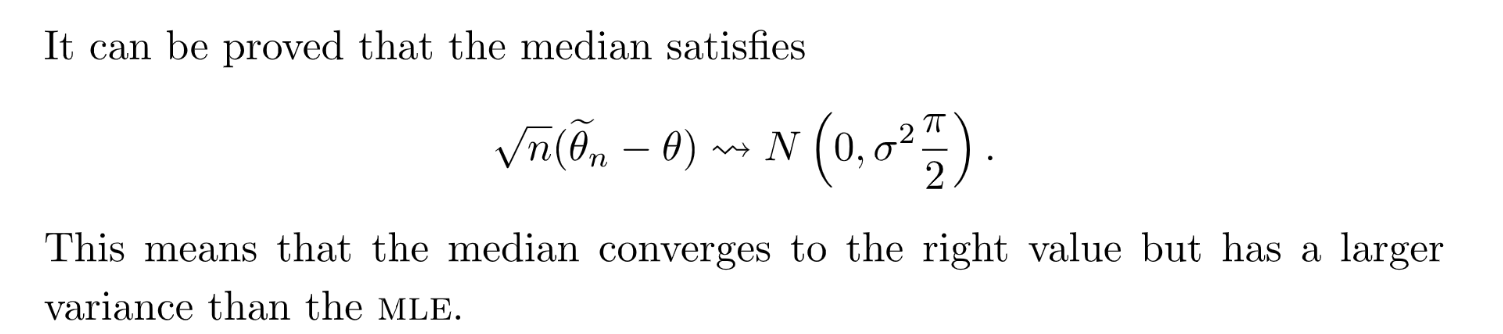 It can be proved that the median satisfies
√n(θ̃ₙ − θ) ⇝ N (0, σ² π/2) .
This means that the median converges to the right value but has a larger
variance than the MLE.